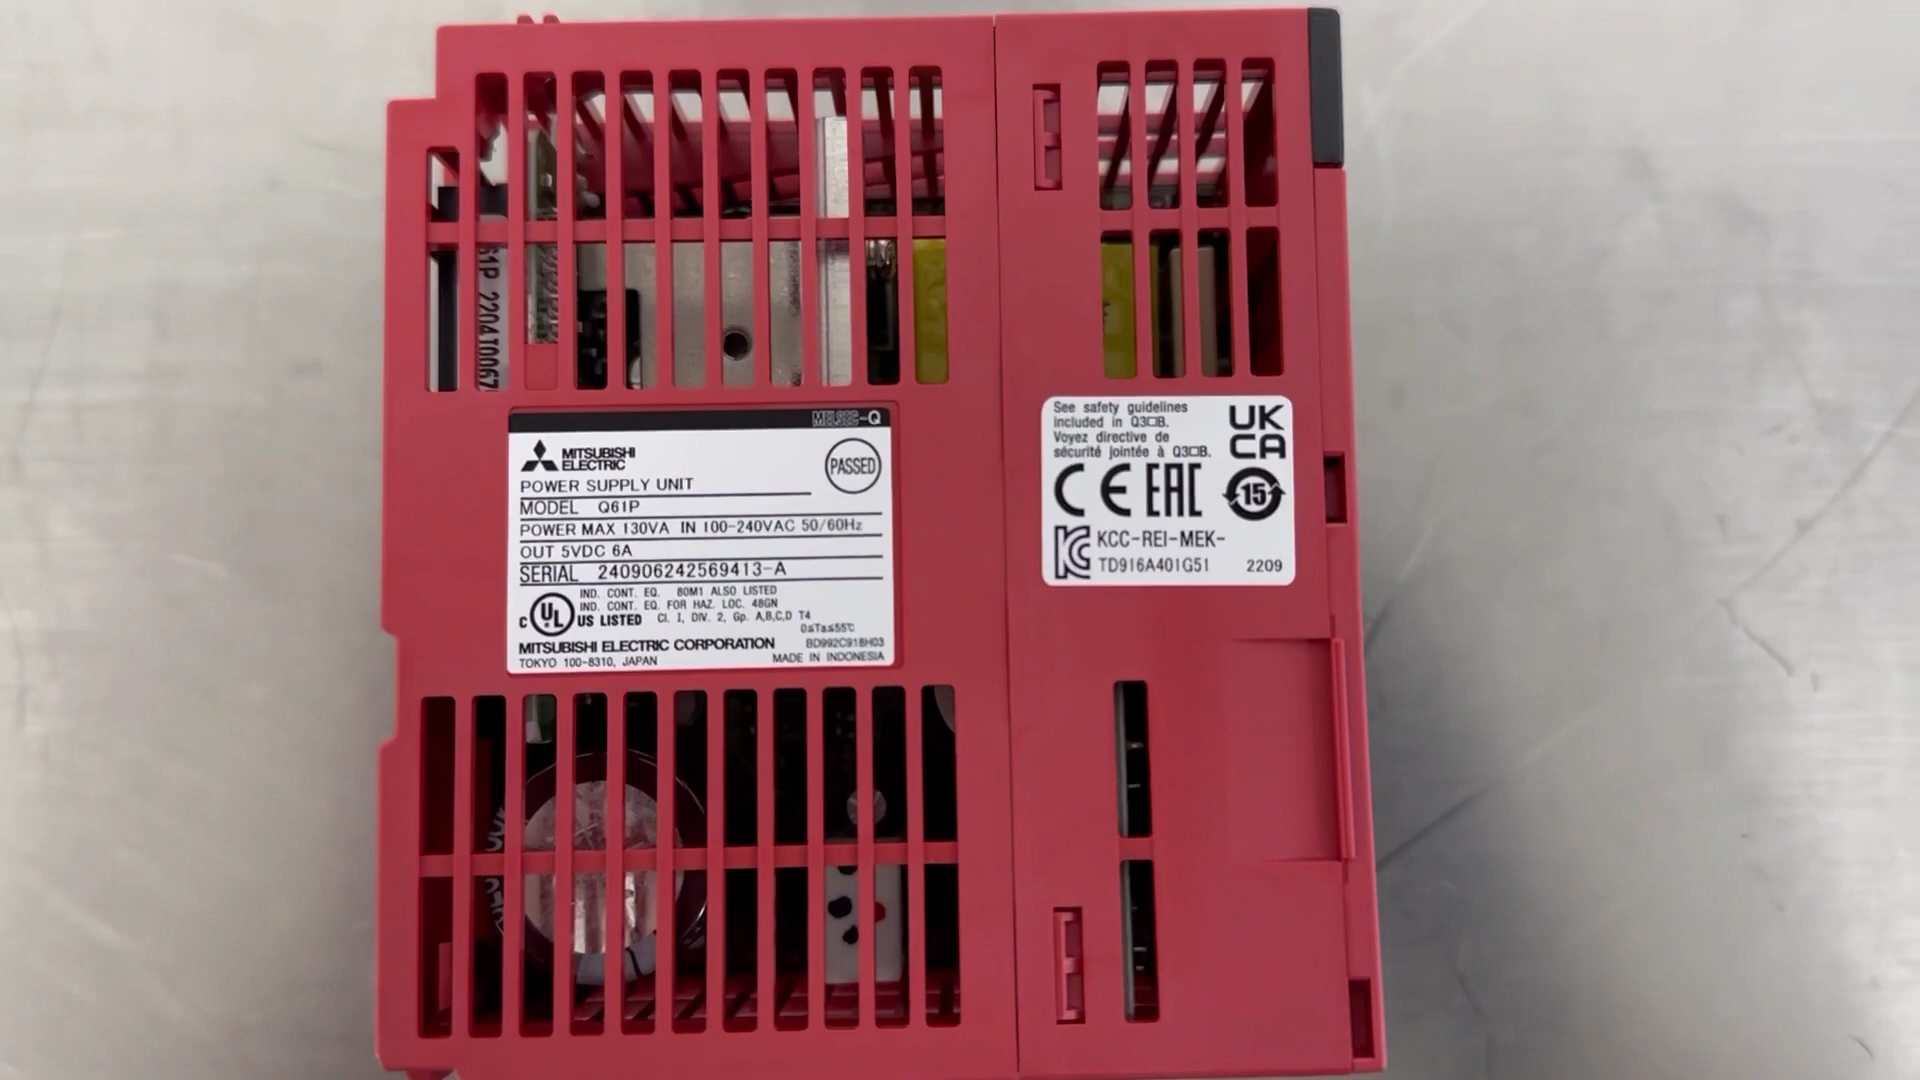 61P 220410067
MELSEC-Q
MITSUBISHI
ELECTRIC
PASSED
POWER SUPPLY UNIT
MODEL Q61P
POWER MAX 130VA IN 100-240VAC 50/60Hz
OUT 5VDC 6A
SERIAL 240906242569413-A
IND. CONT. EQ. 80M1 ALSO LISTED
IND. CONT. EQ. FOR HAZ. LOC. 48GN
C UL US LISTED Cl. I, DIV. 2, Gp. A,B,C,D T4
0≤Ta≤55℃
MITSUBISHI ELECTRIC CORPORATION BD992C918H03
TOKYO 100-8310, JAPAN MADE IN INDONESIA
See safety guidelines
included in Q3□B.
Voyez directive de
sécurité jointée à Q3□B.
UK
CA
CE EAC 15
KC KCC-REI-MEK-
TD916A401G51 2209